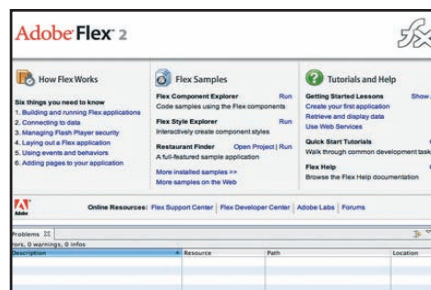 Adobe Flex 2
fx
How Flex Works
Six things you need to know
1. Building and running Flex applications
2. Connecting to data
3. Managing Flash Player security
4. Laying out a Flex application
5. Using events and behaviors
6. Adding pages to your application
Flex Samples
Flex Component Explorer Run
Code samples using the Flex components
Flex Style Explorer Run
Interactively create component styles
Restaurant Finder Open Project | Run
A full-featured sample application
More installed samples >>
More samples on the Web
Tutorials and Help
Getting Started Lessons Show
Create your first application
Retrieve and display data
Use Web Services
Quick Start Tutorials
Walk through common development task
Flex Help
Browse the Flex Help documentation
Adobe
Online Resources: Flex Support Center | Flex Developer Center | Adobe Labs | Forums
Problems
rors, 0 warnings, 0 infos
Description Resource Path Location